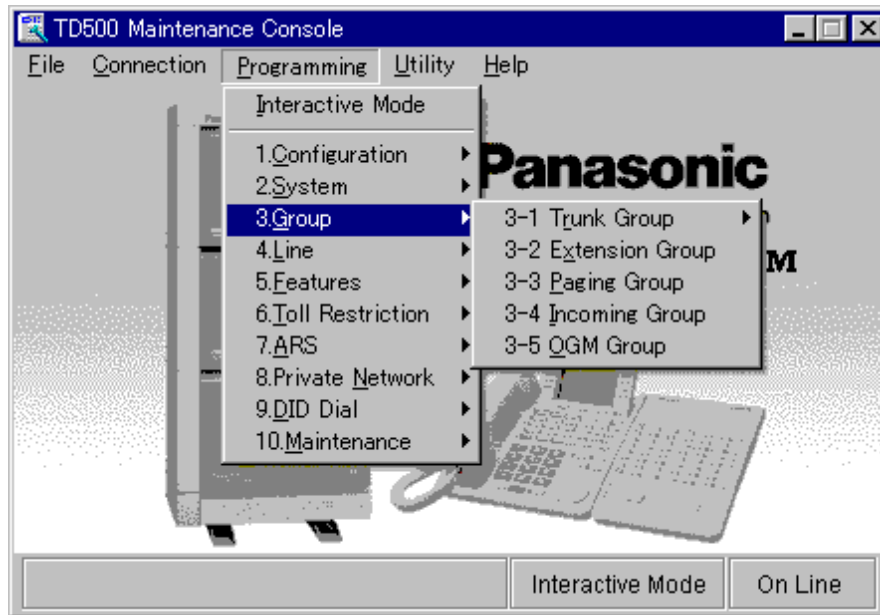 TD500 Maintenance Console
File Connection Programming Utility Help
Interactive Mode
1.Configuration
2.System
3.Group
4.Line
5.Features
6.Toll Restriction
7.ARS
8.Private Network
9.DID Dial
10.Maintenance
3-1 Trunk Group
3-2 Extension Group
3-3 Paging Group
3-4 Incoming Group
3-5 OGM Group
Panasonic
Interactive Mode On Line